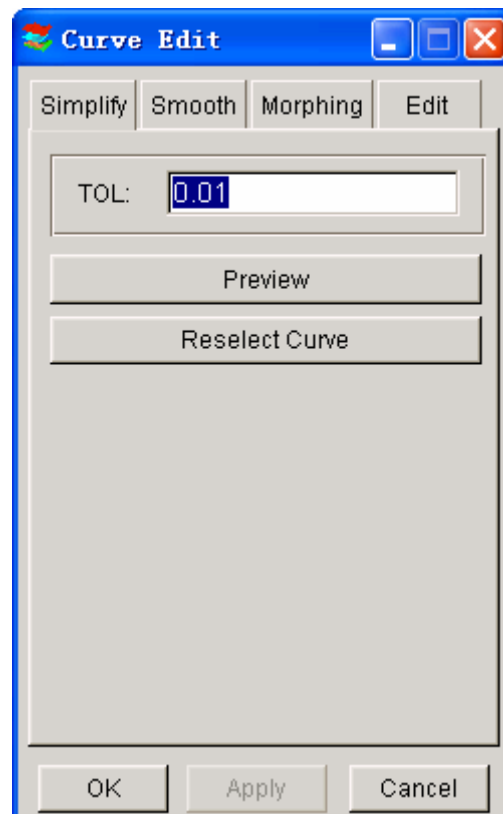 Curve Edit
Simplify Smooth Morphing Edit
TOL: 0.01
Preview
Reselect Curve
OK Apply Cancel